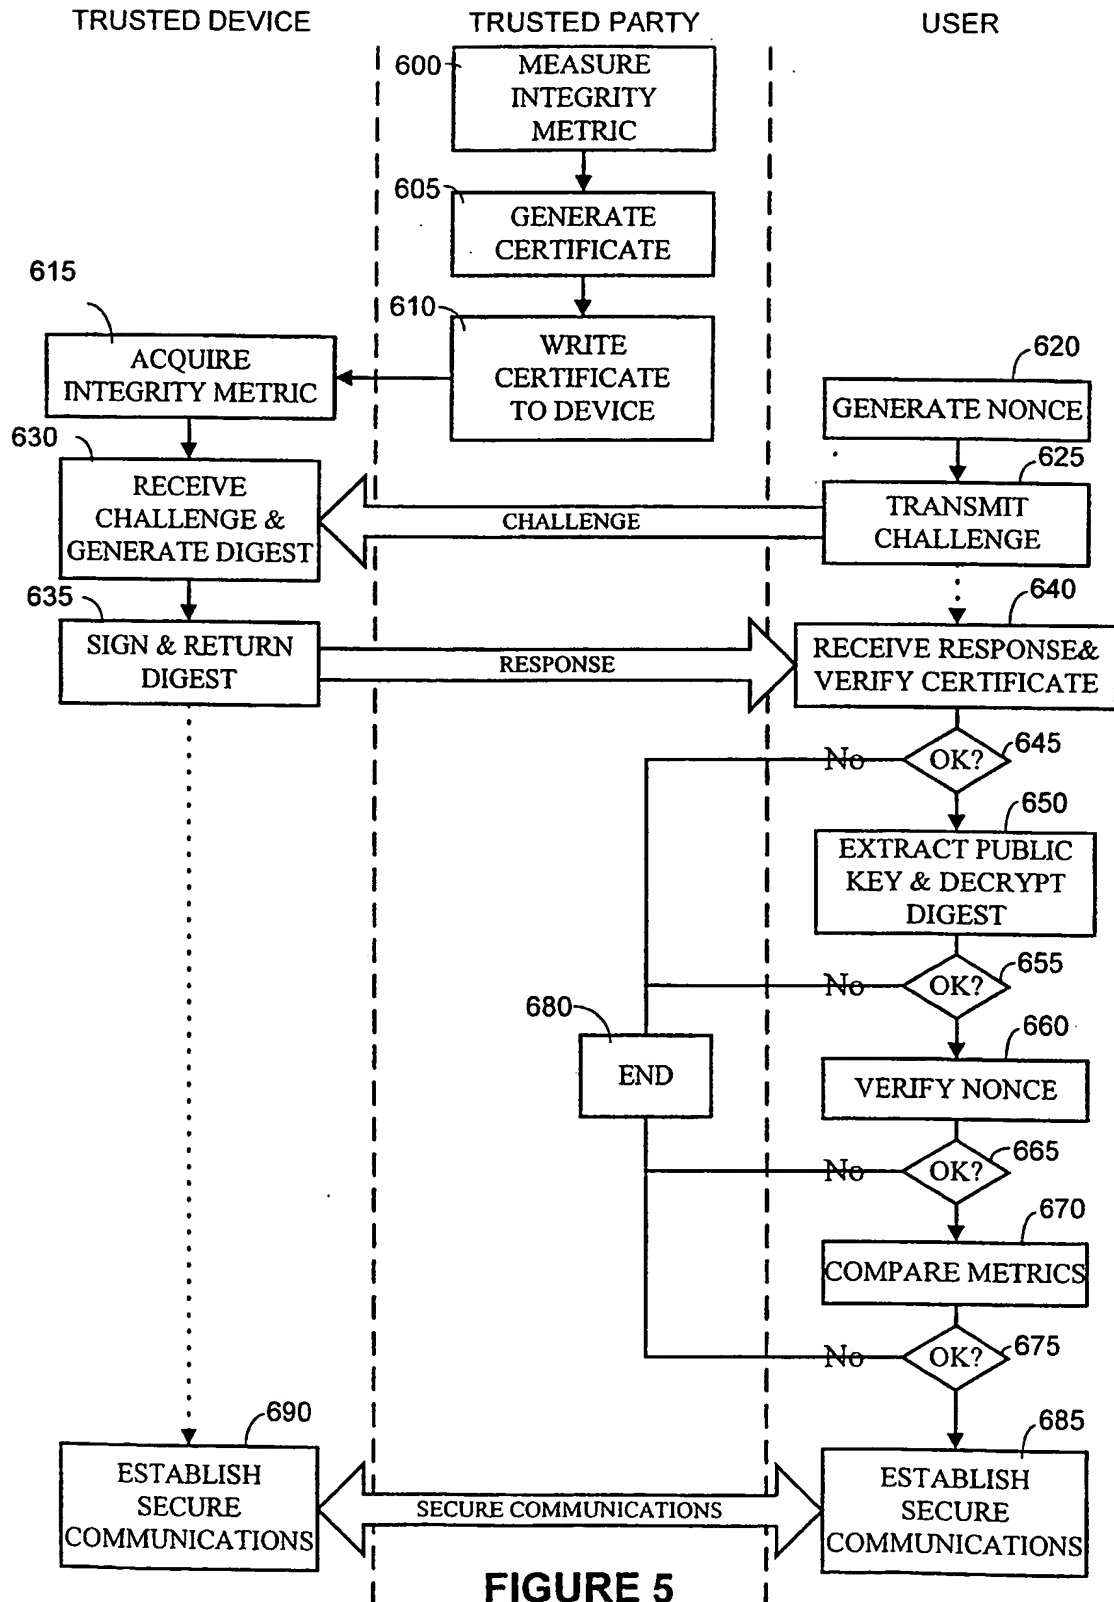 TRUSTED DEVICE
TRUSTED PARTY
USER
600
MEASURE
INTEGRITY
METRIC
605
GENERATE
CERTIFICATE
615
610
ACQUIRE
INTEGRITY METRIC
WRITE
CERTIFICATE
TO DEVICE
620
GENERATE NONCE
630
RECEIVE
CHALLENGE &
GENERATE DIGEST
CHALLENGE
625
TRANSMIT
CHALLENGE
635
SIGN & RETURN
DIGEST
RESPONSE
640
RECEIVE RESPONSE&
VERIFY CERTIFICATE
No
OK?
645
650
EXTRACT PUBLIC
KEY & DECRYPT
DIGEST
No
OK?
655
680
END
660
VERIFY NONCE
No
OK?
665
670
COMPARE METRICS
No
OK?
675
690
ESTABLISH
SECURE
COMMUNICATIONS
SECURE COMMUNICATIONS
685
ESTABLISH
SECURE
COMMUNICATIONS
FIGURE 5